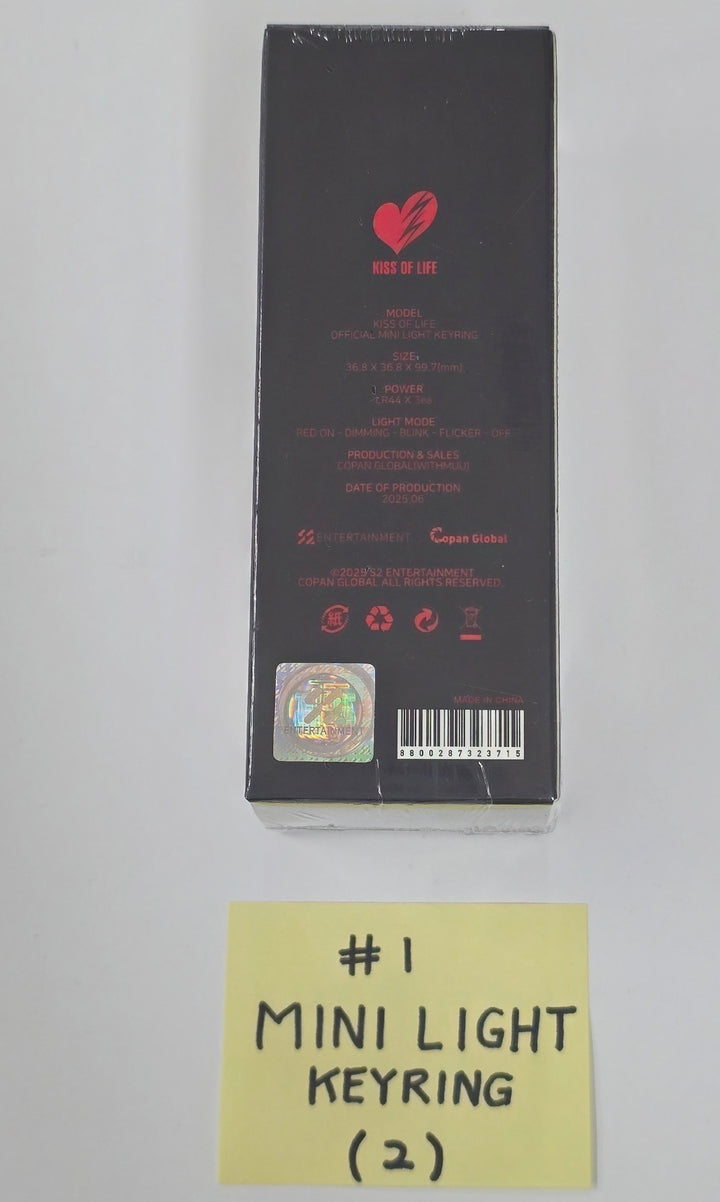 KISS OF LIFE
MODEL
KISS OF LIFE
OFFICIAL MINI LIGHT KEYRING
SIZE
36.8 X 36.8 X 99.7(mm)
POWER
LR44 X 3ea
LIGHT MODE
RED ON - DIMMING - BLINK - FLICKER - OFF
PRODUCTION & SALES
COPAN GLOBAL(WITHMUU)
DATE OF PRODUCTION
2025.06
S2 ENTERTAINMENT Copan Global
©2025 S2 ENTERTAINMENT
COPAN GLOBAL ALL RIGHTS RESERVED.
紙
S2
ENTERTAINMENT
MADE IN CHINA
8800287323715
#1
MINI LIGHT
KEYRING
(2)